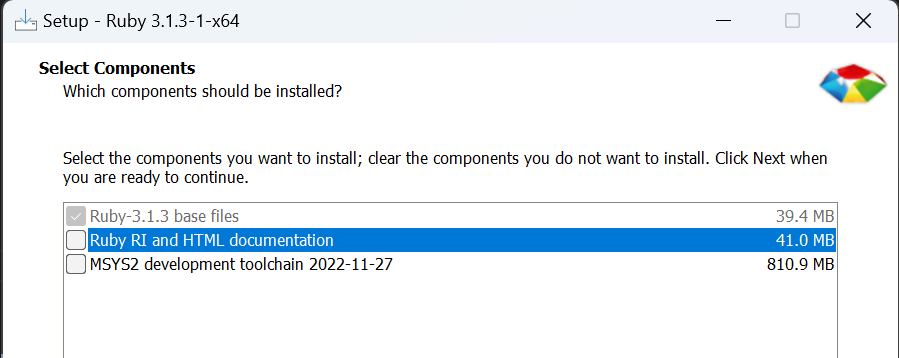 Setup - Ruby 3.1.3-1-x64
Select Components
Which components should be installed?
Select the components you want to install; clear the components you do not want to install. Click Next when
you are ready to continue.
Ruby-3.1.3 base files 39.4 MB
Ruby RI and HTML documentation 41.0 MB
MSYS2 development toolchain 2022-11-27 810.9 MB